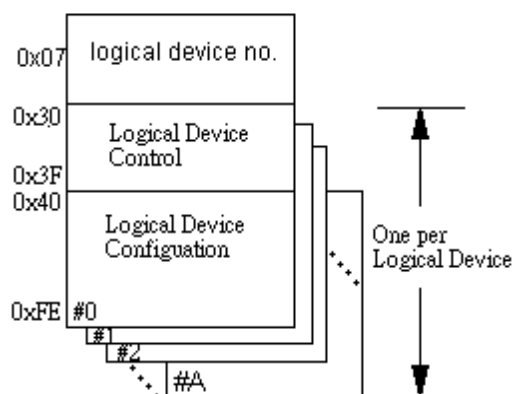 0x07
logical device no.
0x30
Logical Device
Control
0x3F
0x40
Logical Device
Configuation
One per
Logical Device
0xFE
#0
#1
#2
#A